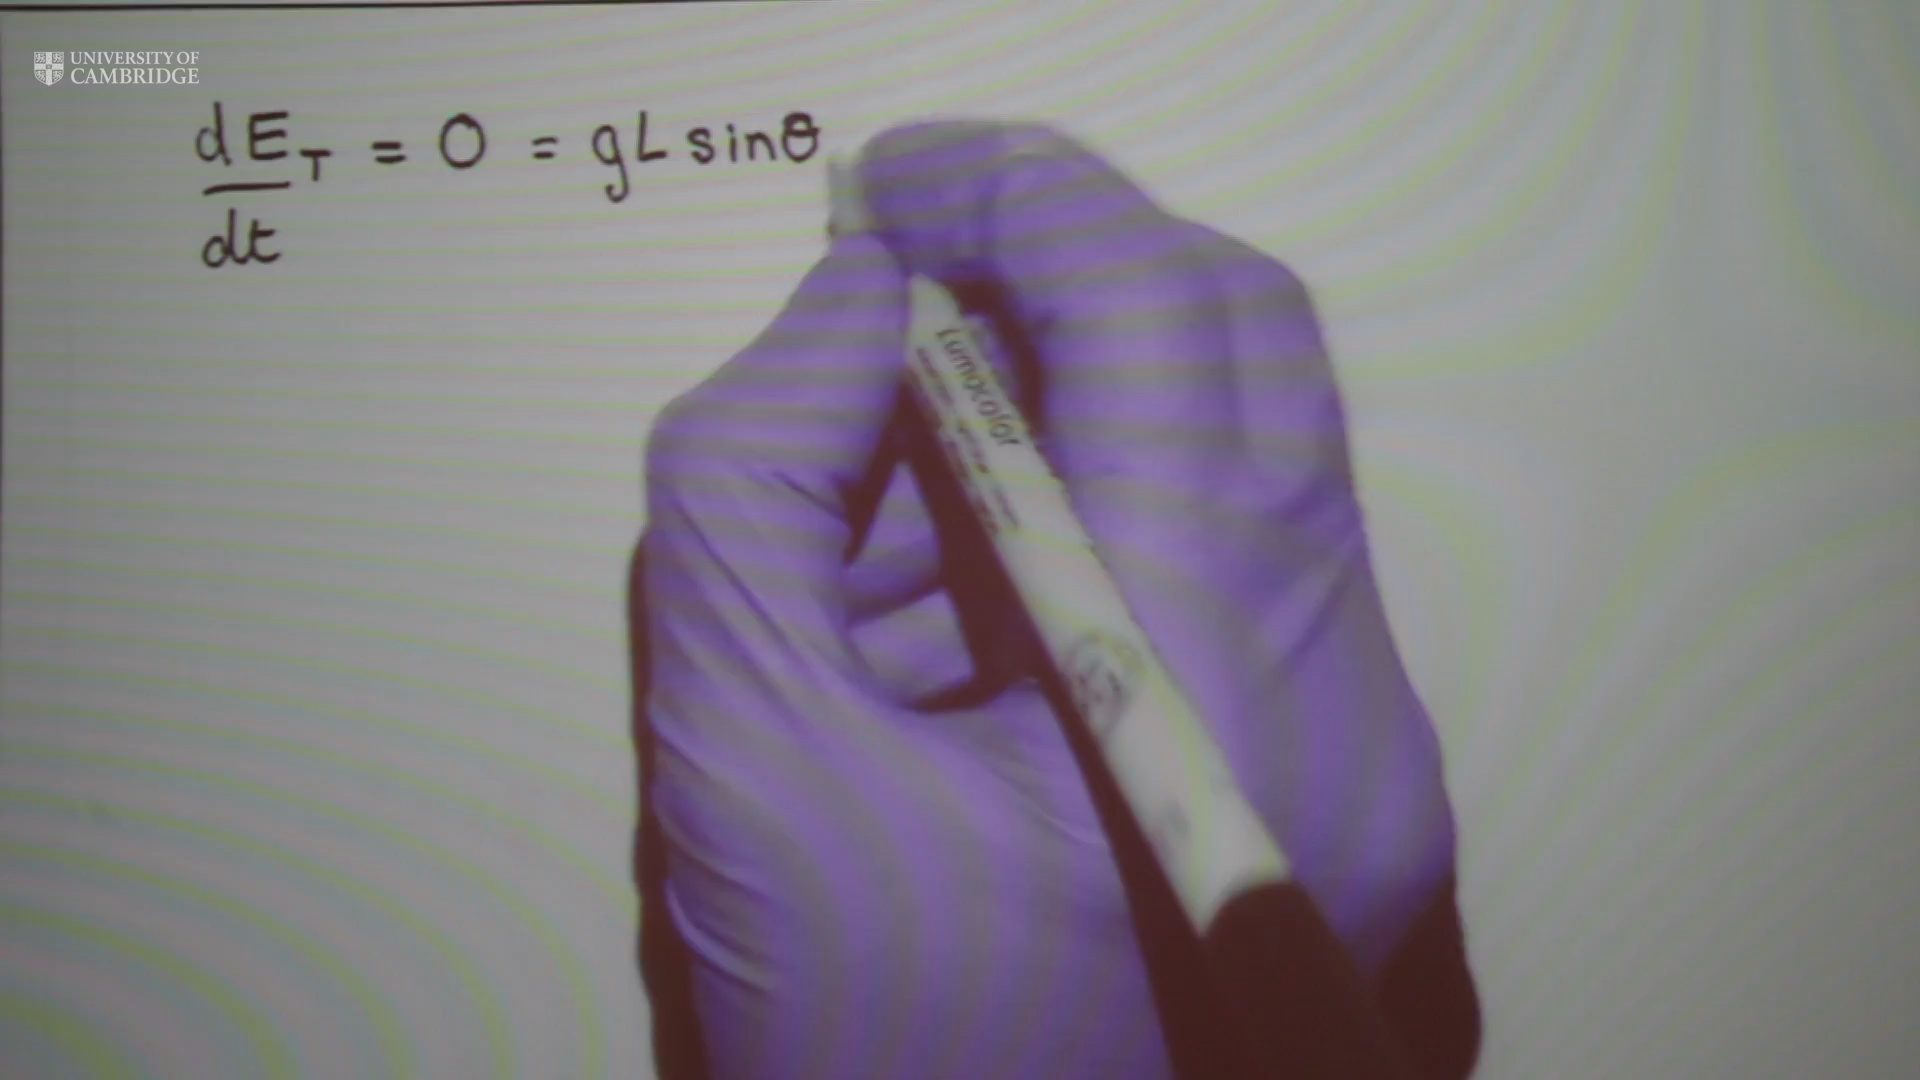 UNIVERSITY OF
CAMBRIDGE
dE_T = 0 = gL sinθ
dt
Lumocolor